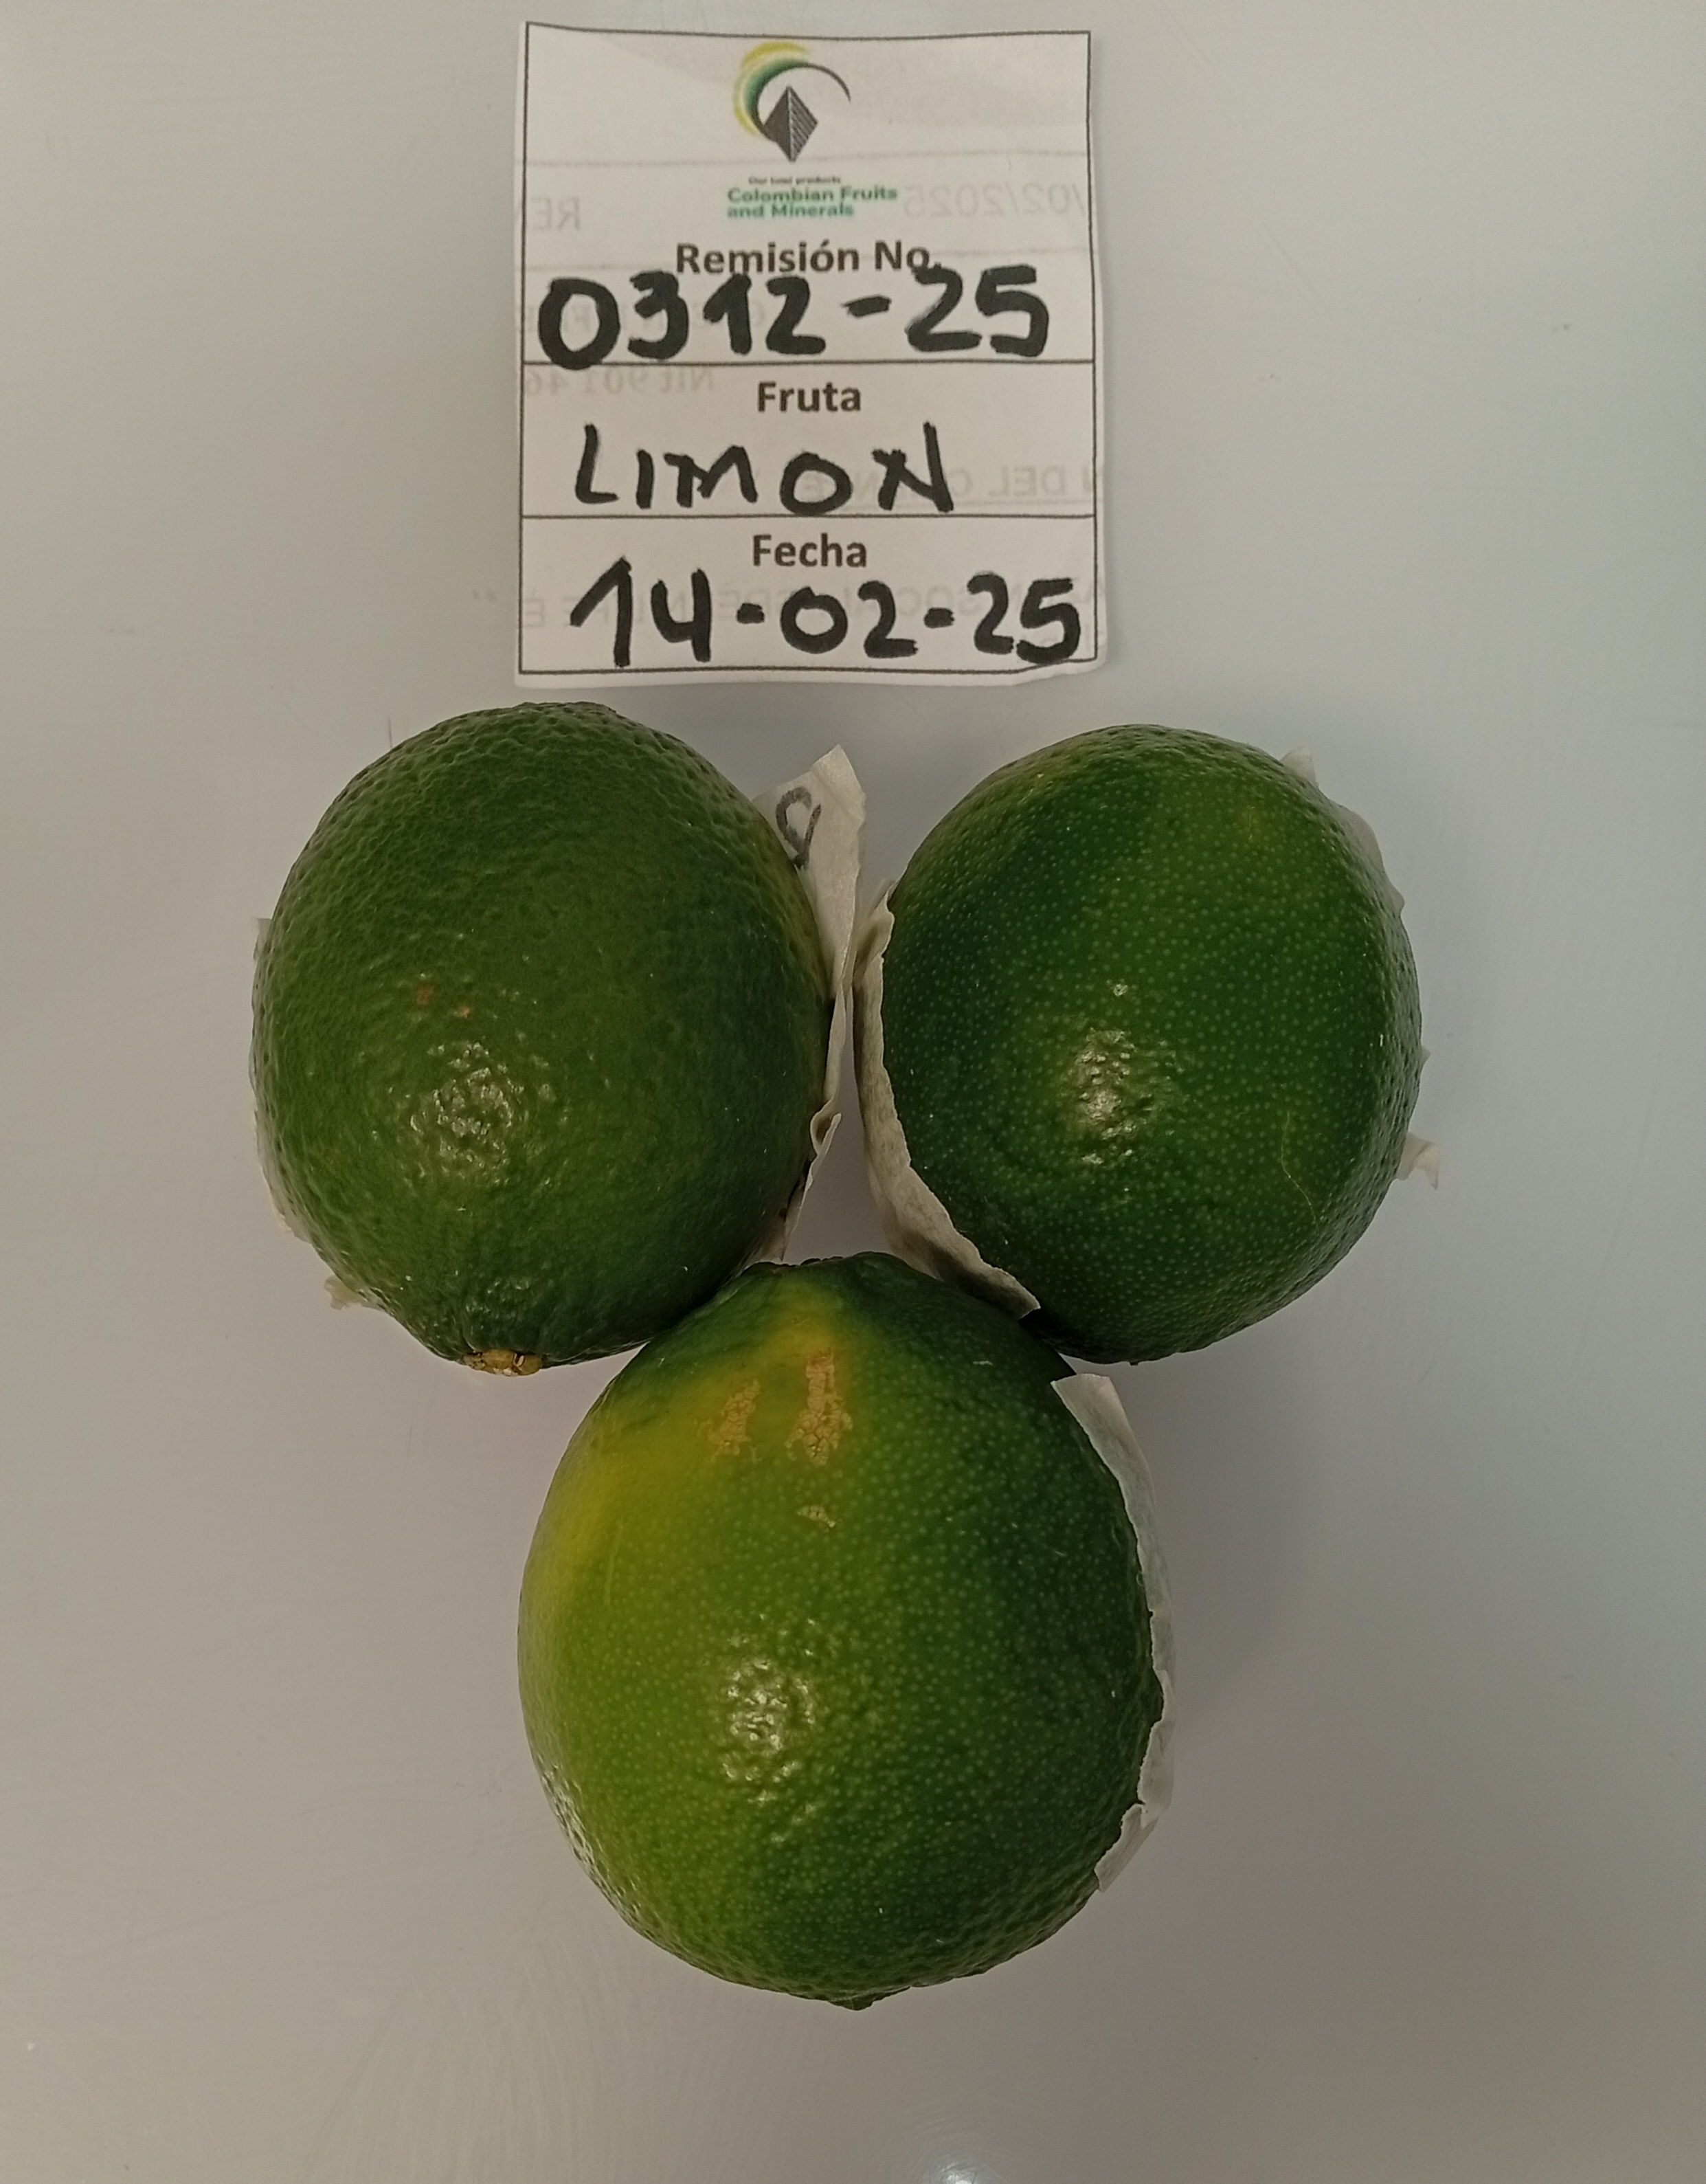 Our best products
Colombian Fruits
and Minerals
Remisión No.
0312-25
Fruta
LIMON
Fecha
14-02-25